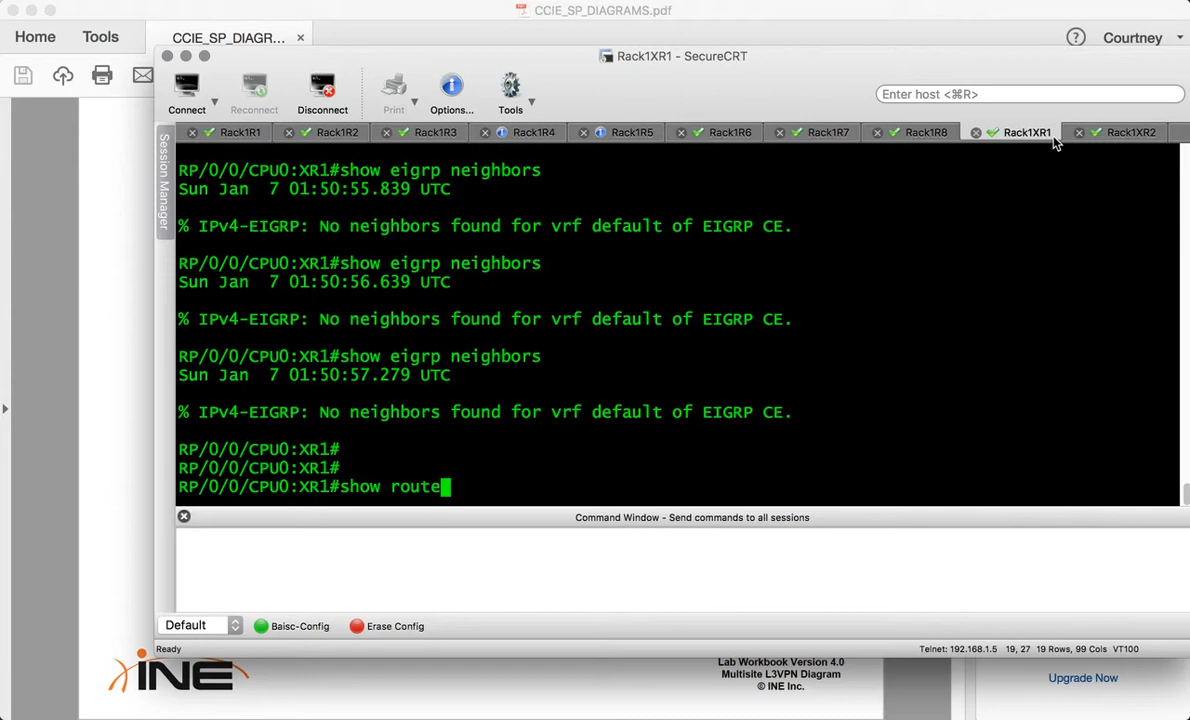 CCIE_SP_DIAGRAMS.pdf
Home Tools CCIE_SP_DIAGR... × ? Courtney
Rack1XR1 - SecureCRT
Connect Reconnect Disconnect Print Options... Tools
Enter host <⌘R>
Rack1R1 Rack1R2 Rack1R3 Rack1R4 Rack1R5 Rack1R6 Rack1R7 Rack1R8 Rack1XR1 Rack1XR2
Session Manager
RP/0/0/CPU0:XR1#show eigrp neighbors
Sun Jan  7 01:50:55.839 UTC
% IPv4-EIGRP: No neighbors found for vrf default of EIGRP CE.
RP/0/0/CPU0:XR1#show eigrp neighbors
Sun Jan  7 01:50:56.639 UTC
% IPv4-EIGRP: No neighbors found for vrf default of EIGRP CE.
RP/0/0/CPU0:XR1#show eigrp neighbors
Sun Jan  7 01:50:57.279 UTC
% IPv4-EIGRP: No neighbors found for vrf default of EIGRP CE.
RP/0/0/CPU0:XR1#
RP/0/0/CPU0:XR1#
RP/0/0/CPU0:XR1#show route
Command Window - Send commands to all sessions
Default Baisc-Config Erase Config
Ready Telnet: 192.168.1.5 19, 27 19 Rows, 99 Cols VT100
INE
Lab Workbook Version 4.0
Multisite L3VPN Diagram
© INE Inc.
Upgrade Now